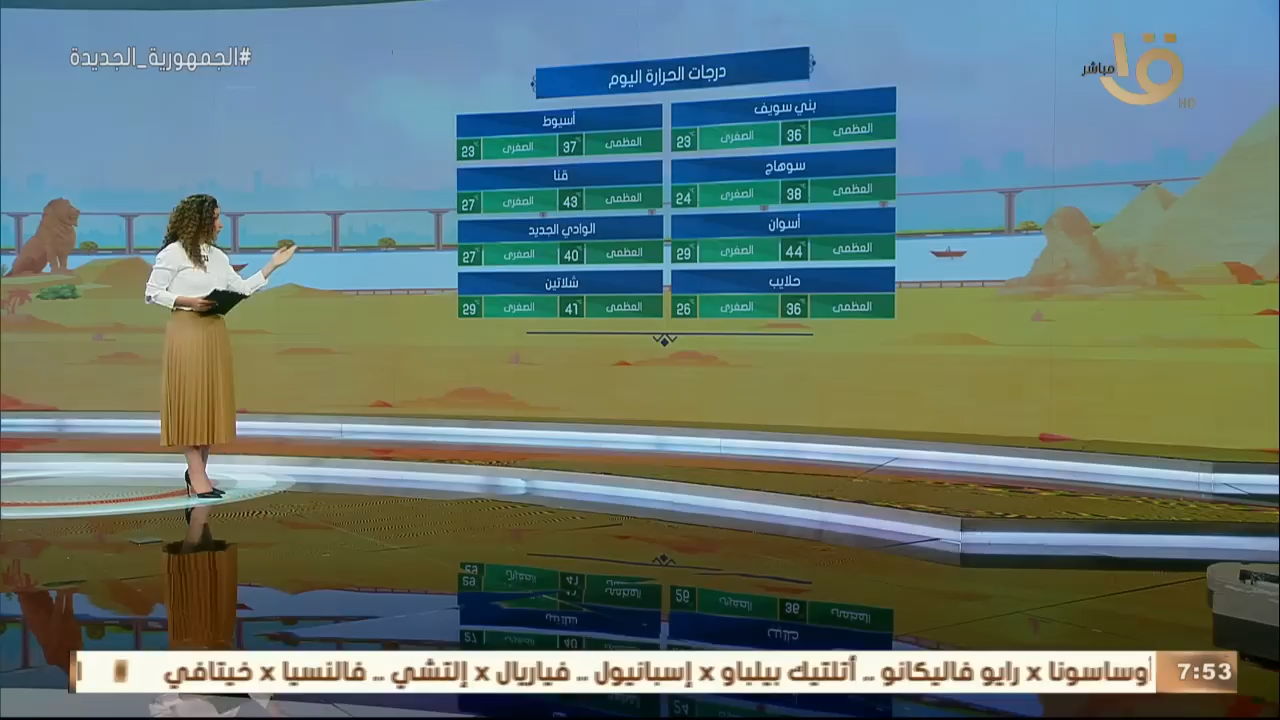 #الجمهورية_الجديدة
مباشر
HD
درجات الحرارة اليوم
بني سويف
العظمى 36 الصغرى 23
أسيوط
العظمى 37 الصغرى 23
سوهاج
العظمى 38 الصغرى 24
قنا
العظمى 43 الصغرى 27
أسوان
العظمى 44 الصغرى 29
الوادي الجديد
العظمى 40 الصغرى 27
حلايب
العظمى 36 الصغرى 26
شلاتين
العظمى 41 الصغرى 29
7:53
أوساسونا x رايو فاليكانو .. أتلتيك بيلباو x إسبانيول .. فياريال x إلتشي .. فالنسيا x خيتافي